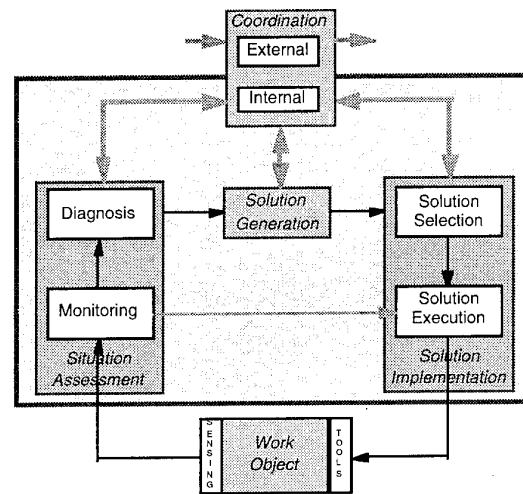 Coordination
External
Internal
Diagnosis
Solution
Generation
Solution
Selection
Monitoring
Solution
Execution
Situation
Assessment
Solution
Implementation
SENSING
Work
Object
TOOLS